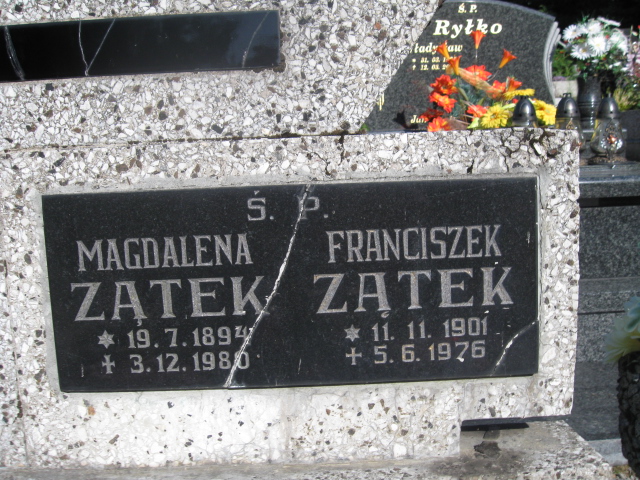 Ś. P.
Ryłko
Ś. P.
MAGDALENA
ZĄTEK
* 19.7.1894
✝ 3.12.1980
FRANCISZEK
ZĄTEK
* 11.11.1901
✝ 5.6.1976